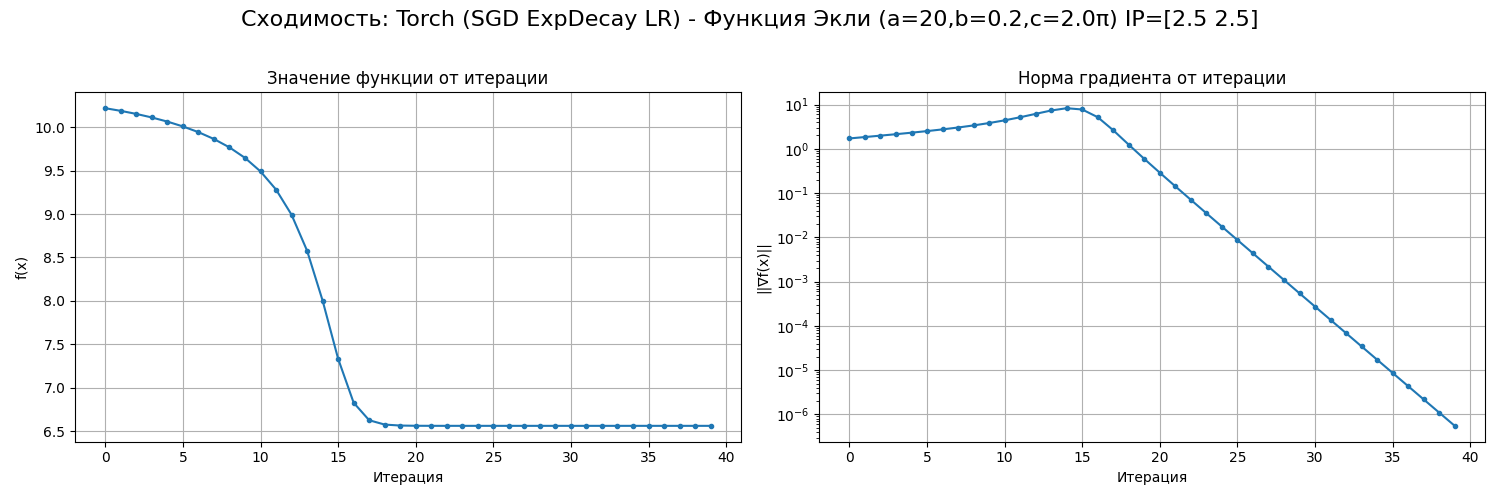 Сходимость: Torch (SGD ExpDecay LR) - Функция Экли (a=20,b=0.2,c=2.0π) IP=[2.5 2.5]
Значение функции от итерации
f(x)
10.0
9.5
9.0
8.5
8.0
7.5
7.0
6.5
0 5 10 15 20 25 30 35 40
Итерация
Норма градиента от итерации
||∇f(x)||
10¹
10⁰
10⁻¹
10⁻²
10⁻³
10⁻⁴
10⁻⁵
10⁻⁶
0 5 10 15 20 25 30 35 40
Итерация